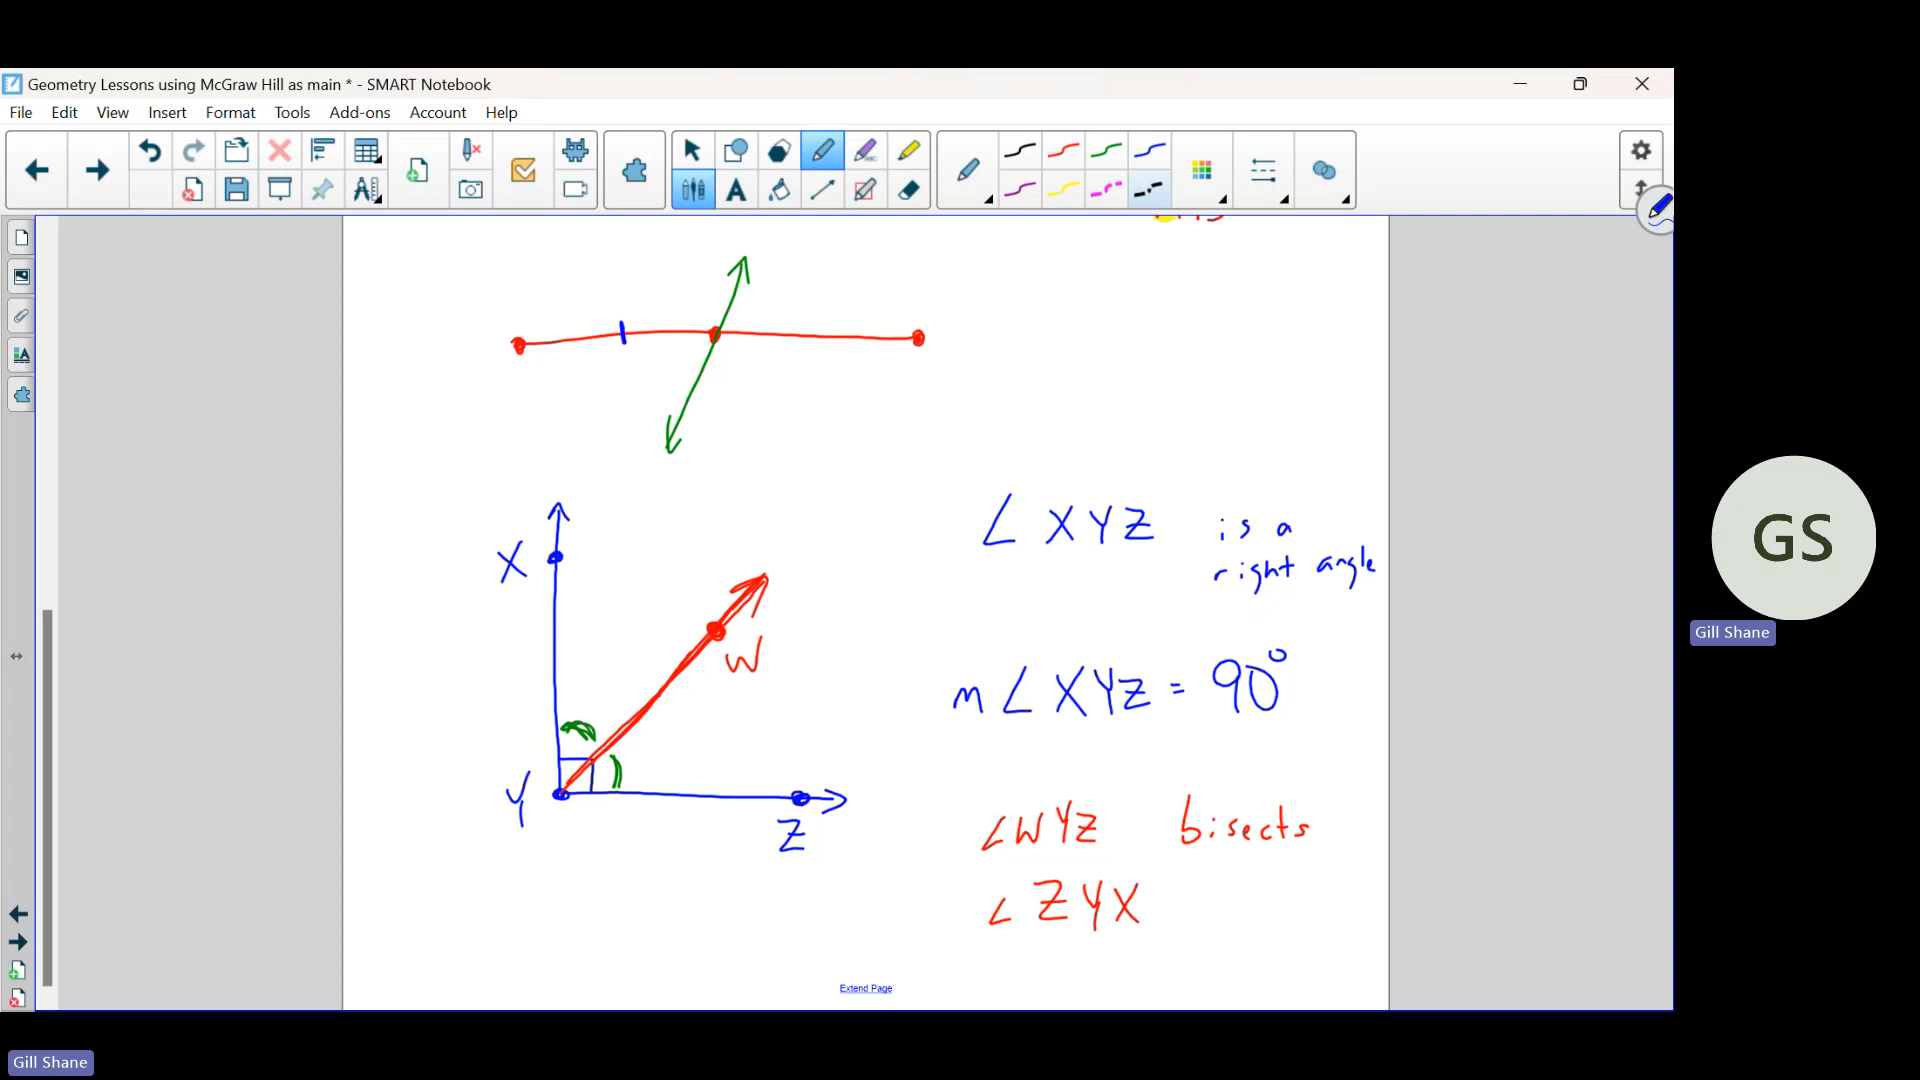 Geometry Lessons using McGraw Hill as main * - SMART Notebook
File Edit View Insert Format Tools Add-ons Account Help
X
W
Y
Z
∠ XYZ is a
right angle
m∠ XYZ = 90°
∠WYZ bisects
∠ZYX
Extend Page
GS
Gill Shane
Gill Shane